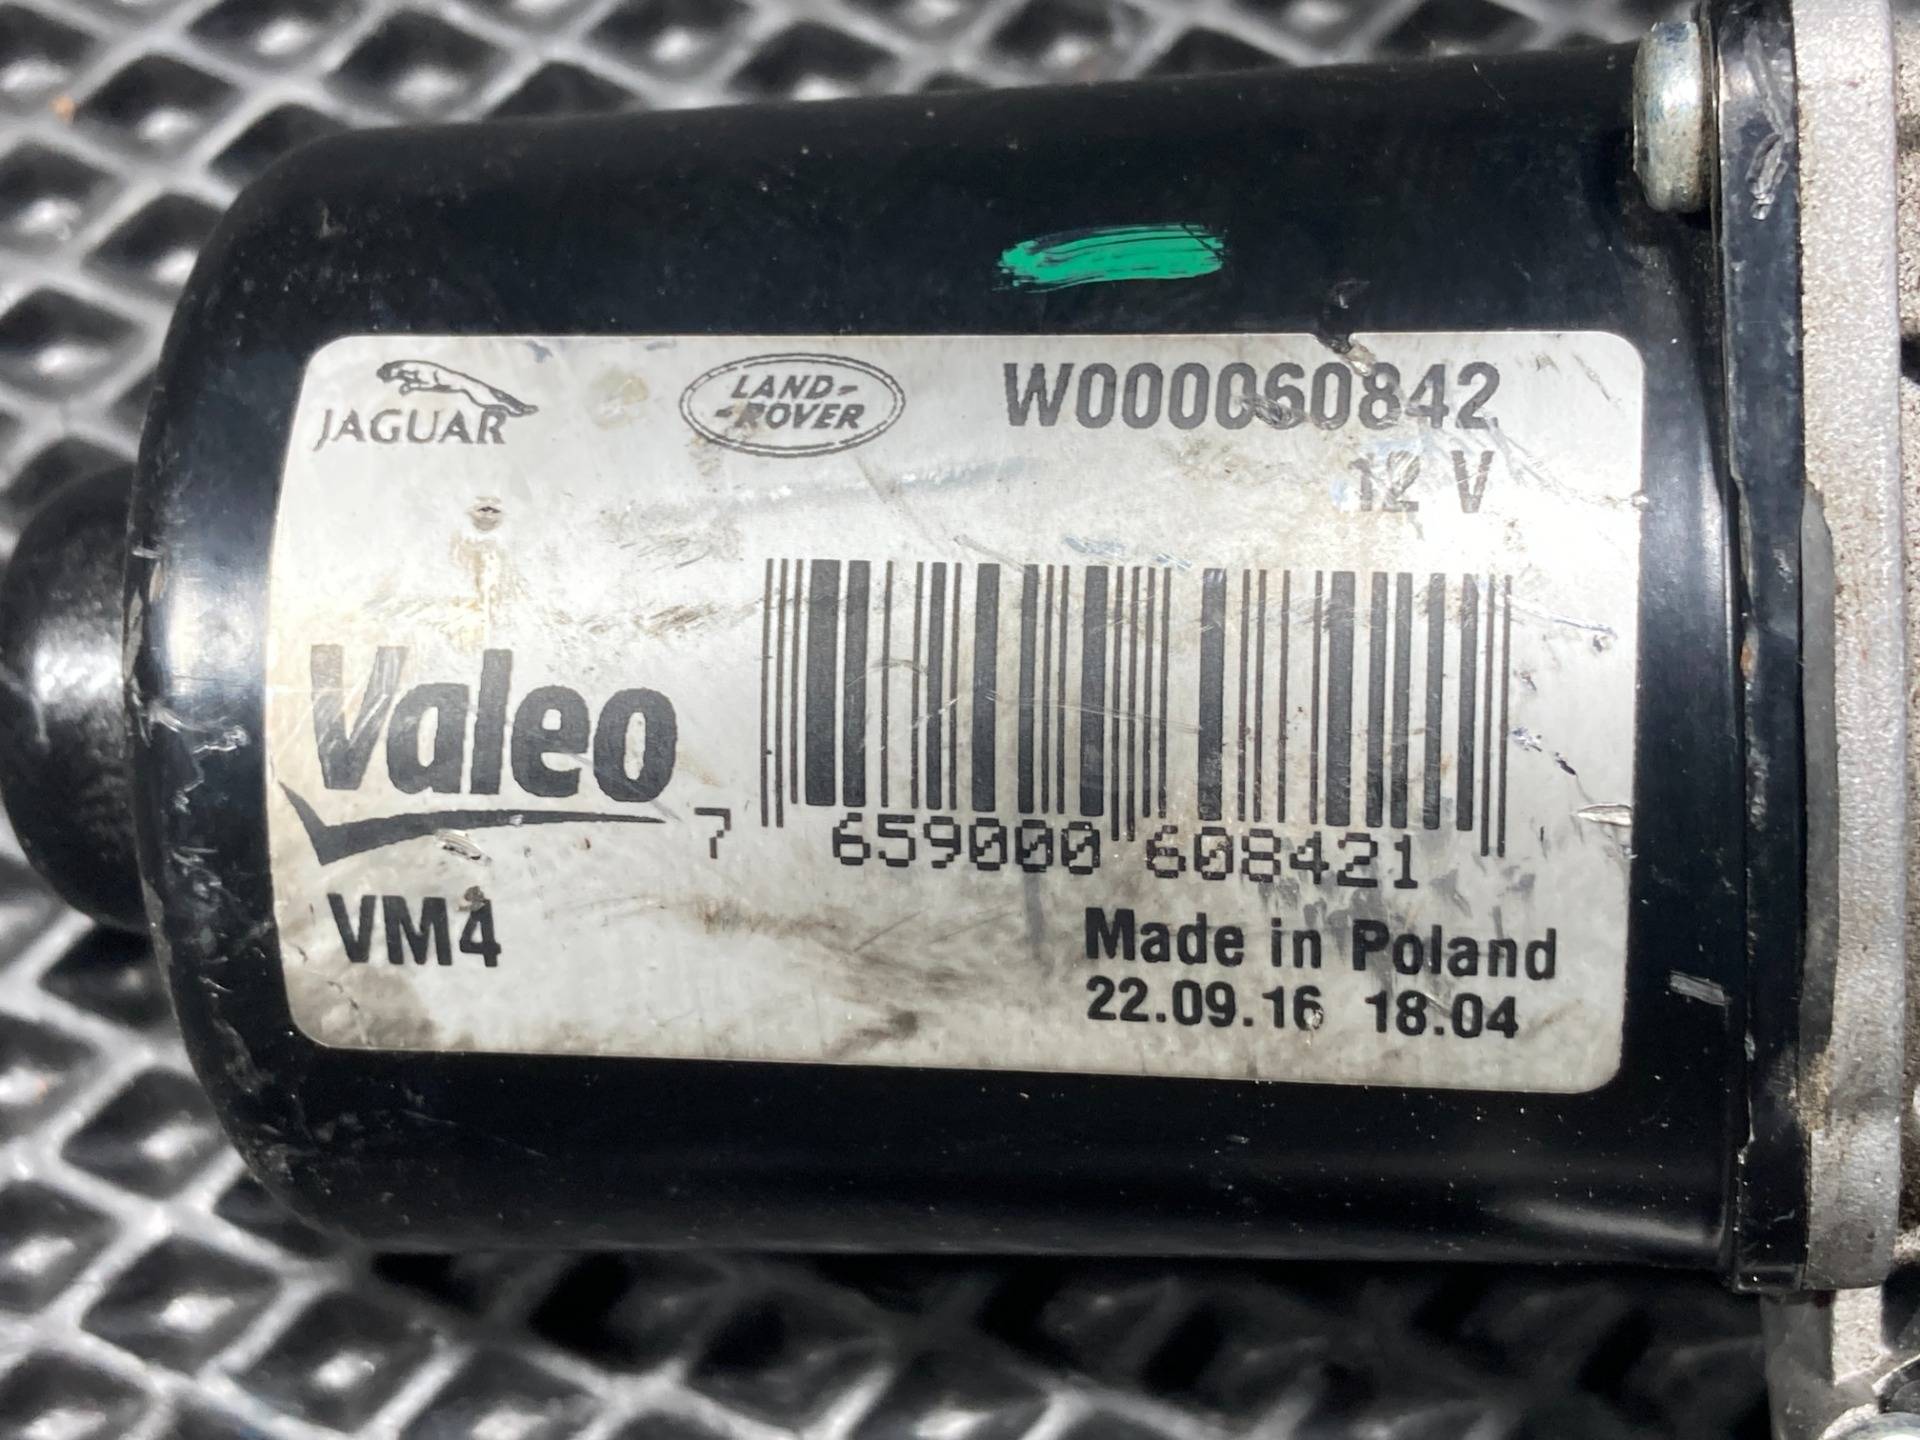 JAGUAR
LAND-
-ROVER
W000060842
12 V
Valeo
7 659000 608421
VM4
Made in Poland
22.09.16 18.04